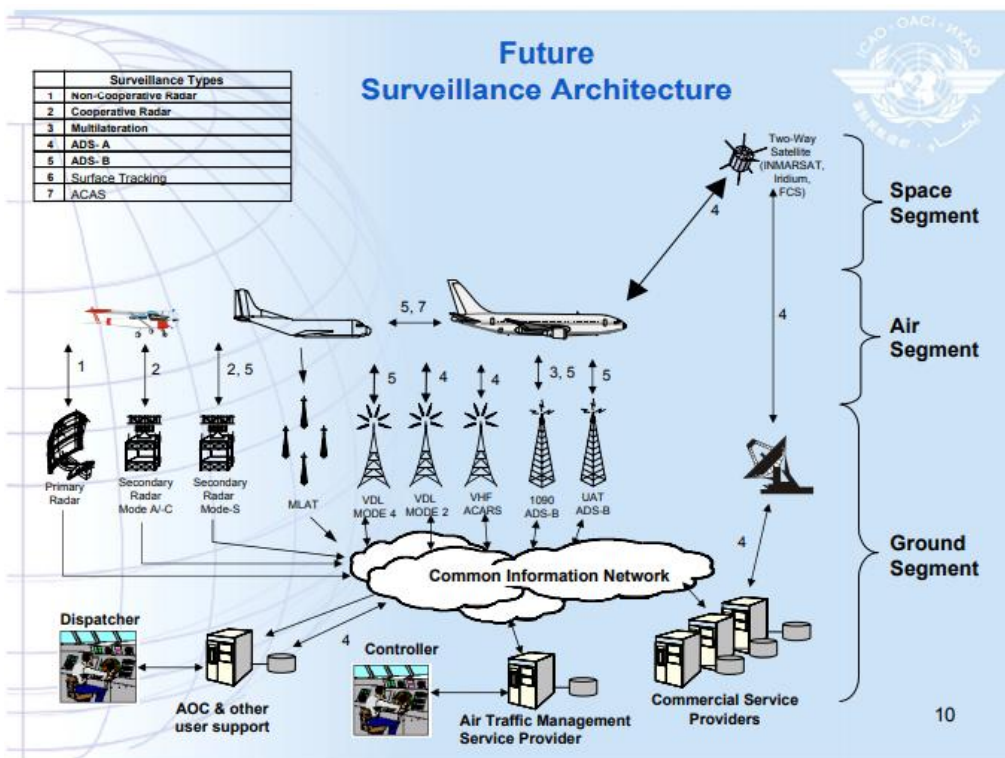 Future
Surveillance Architecture
ICAO · OACI · ИКАО
Surveillance Types
1 Non-Cooperative Radar
2 Cooperative Radar
3 Multilateration
4 ADS- A
5 ADS- B
6 Surface Tracking
7 ACAS
Two-Way
Satellite
(INMARSAT,
Iridium,
FCS)
Space
Segment
4
4
5, 7
Air
Segment
1
2
2, 5
5
4
4
3, 5
5
Primary
Radar
Secondary
Radar
Mode A/-C
Secondary
Radar
Mode-S
MLAT
VDL
MODE 4
VDL
MODE 2
VHF
ACARS
1090
ADS-B
UAT
ADS-B
4
Ground
Segment
Common Information Network
Dispatcher
4
Controller
AOC & other
user support
Air Traffic Management
Service Provider
Commercial Service
Providers
10